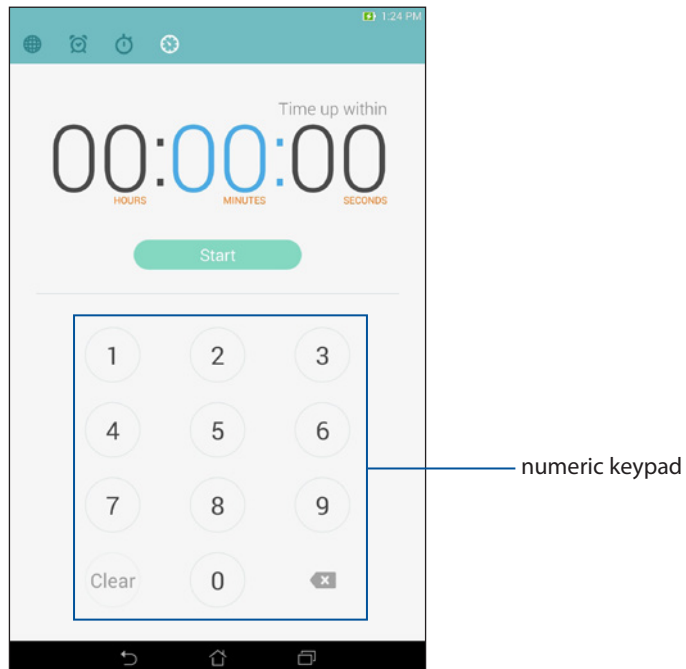 1:24 PM
Time up within
00:00:00
HOURS MINUTES SECONDS
Start
1 2 3
4 5 6
numeric keypad
7 8 9
Clear 0